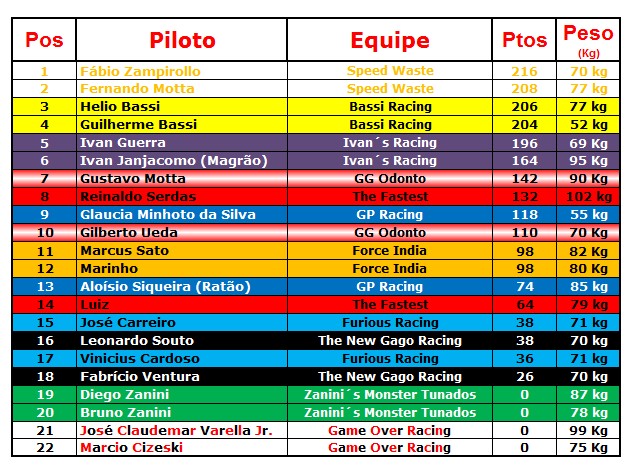 Pos Piloto Equipe Ptos Peso (Kg)
1 Fábio Zampirollo Speed Waste 216 70 kg
2 Fernando Motta Speed Waste 208 77 kg
3 Helio Bassi Bassi Racing 206 77 kg
4 Guilherme Bassi Bassi Racing 204 52 kg
5 Ivan Guerra Ivan´s Racing 196 69 Kg
6 Ivan Janjacomo (Magrão) Ivan´s Racing 164 95 Kg
7 Gustavo Motta GG Odonto 142 90 Kg
8 Reinaldo Serdas The Fastest 132 102 kg
9 Glaucia Minhoto da Silva GP Racing 118 55 kg
10 Gilberto Ueda GG Odonto 110 70 Kg
11 Marcus Sato Force India 98 82 Kg
12 Marinho Force India 98 80 Kg
13 Aloísio Siqueira (Ratão) GP Racing 74 85 kg
14 Luiz The Fastest 64 79 kg
15 José Carreiro Furious Racing 38 71 kg
16 Leonardo Souto The New Gago Racing 38 70 kg
17 Vinicius Cardoso Furious Racing 36 71 kg
18 Fabrício Ventura The New Gago Racing 26 70 kg
19 Diego Zanini Zanini´s Monster Tunados 0 87 kg
20 Bruno Zanini Zanini´s Monster Tunados 0 78 kg
21 José Claudemar Varella Jr. Game Over Racing 0 99 Kg
22 Marcio Cizeski Game Over Racing 0 75 Kg